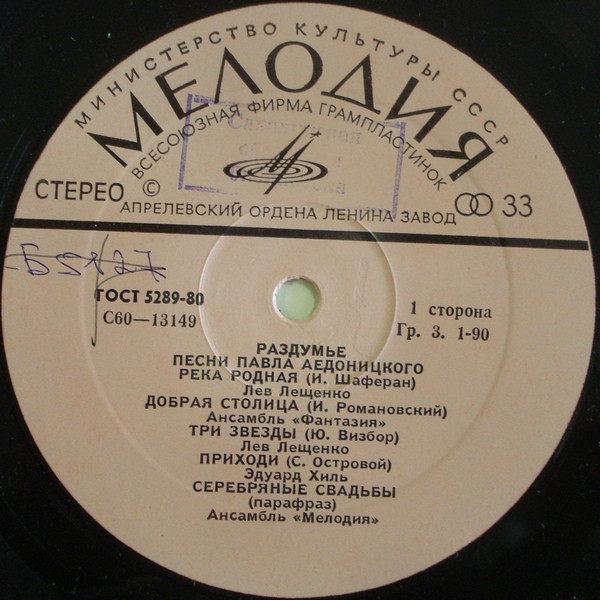 МИНИСТЕРСТВО КУЛЬТУРЫ СССР
МЕЛОДИЯ
ВСЕСОЮЗНАЯ ФИРМА ГРАМПЛАСТИНОК
СТЕРЕО © 33
АПРЕЛЕВСКИЙ ОРДЕНА ЛЕНИНА ЗАВОД
ГОСТ 5289-80
С60—13149
1 сторона
Гр. 3. 1-90
РАЗДУМЬЕ
ПЕСНИ ПАВЛА АЕДОНИЦКОГО
РЕКА РОДНАЯ (И. Шаферан)
Лев Лещенко
ДОБРАЯ СТОЛИЦА (И. Романовский)
Ансамбль «Фантазия»
ТРИ ЗВЕЗДЫ (Ю. Визбор)
Лев Лещенко
ПРИХОДИ (С. Островой)
Эдуард Хиль
СЕРЕБРЯНЫЕ СВАДЬБЫ
(парафраз)
Ансамбль «Мелодия»